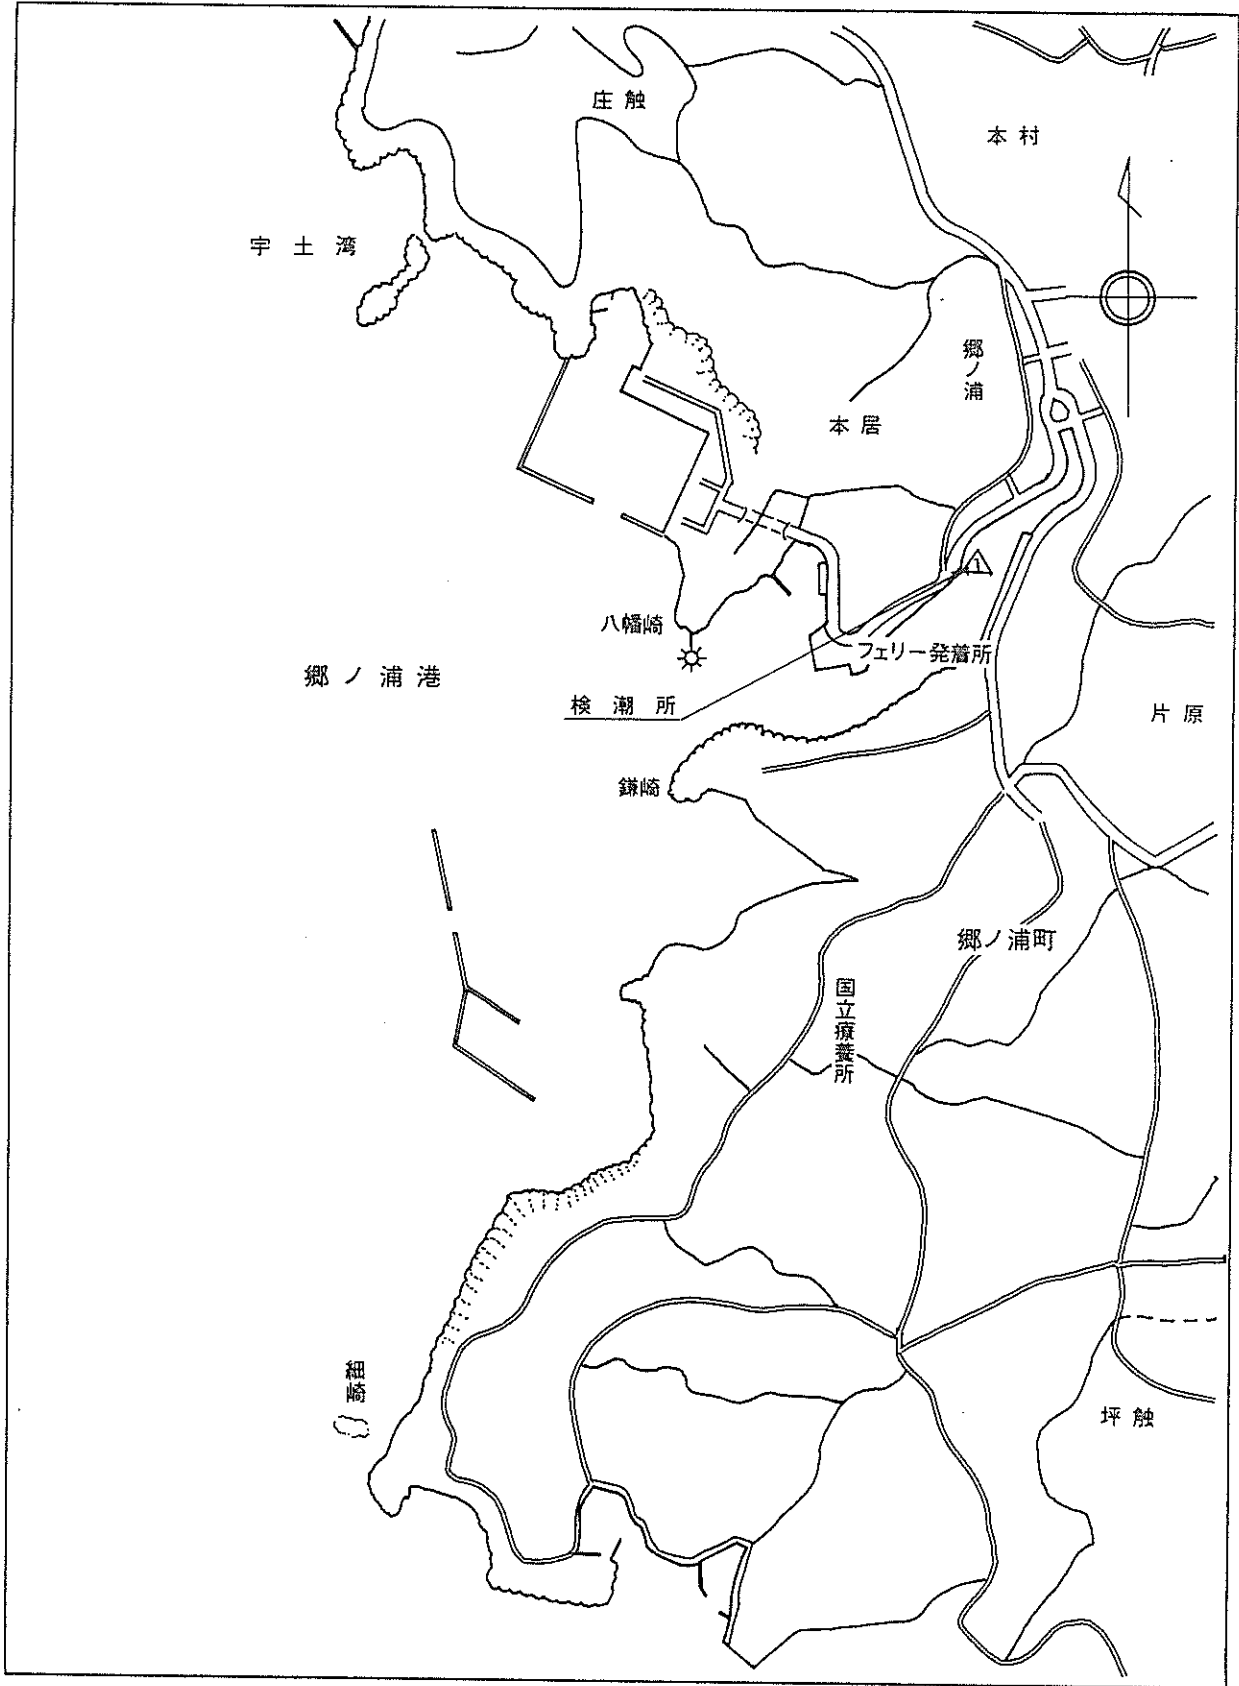 庄触
本村
宇土湾
郷ノ浦
本居
1
八幡崎
フェリー発着所
郷ノ浦港
検潮所
片原
鎌崎
郷ノ浦町
国立療養所
細崎
坪触